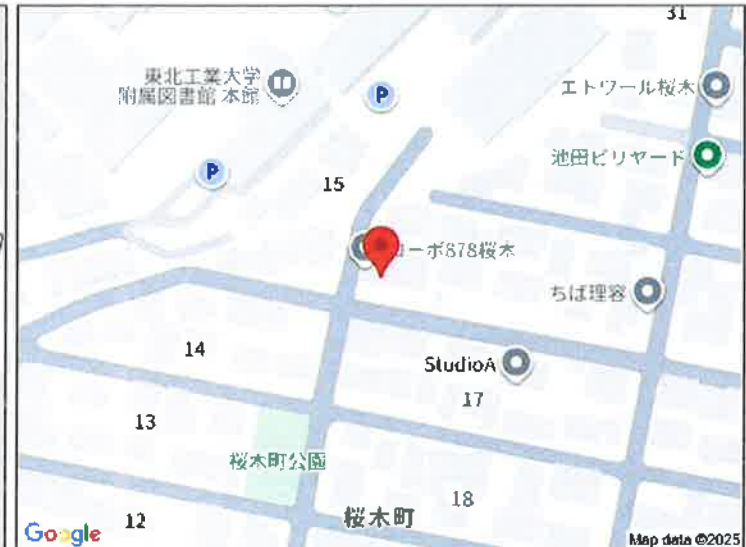 31
東北工業大学
附属図書館 本館
P
エトワール桜木
池田ビリヤード
P
15
ーポ878桜木
ちば理容
14
StudioA
17
13
桜木町公園
18
桜木町
12
Google
Map data ©2025